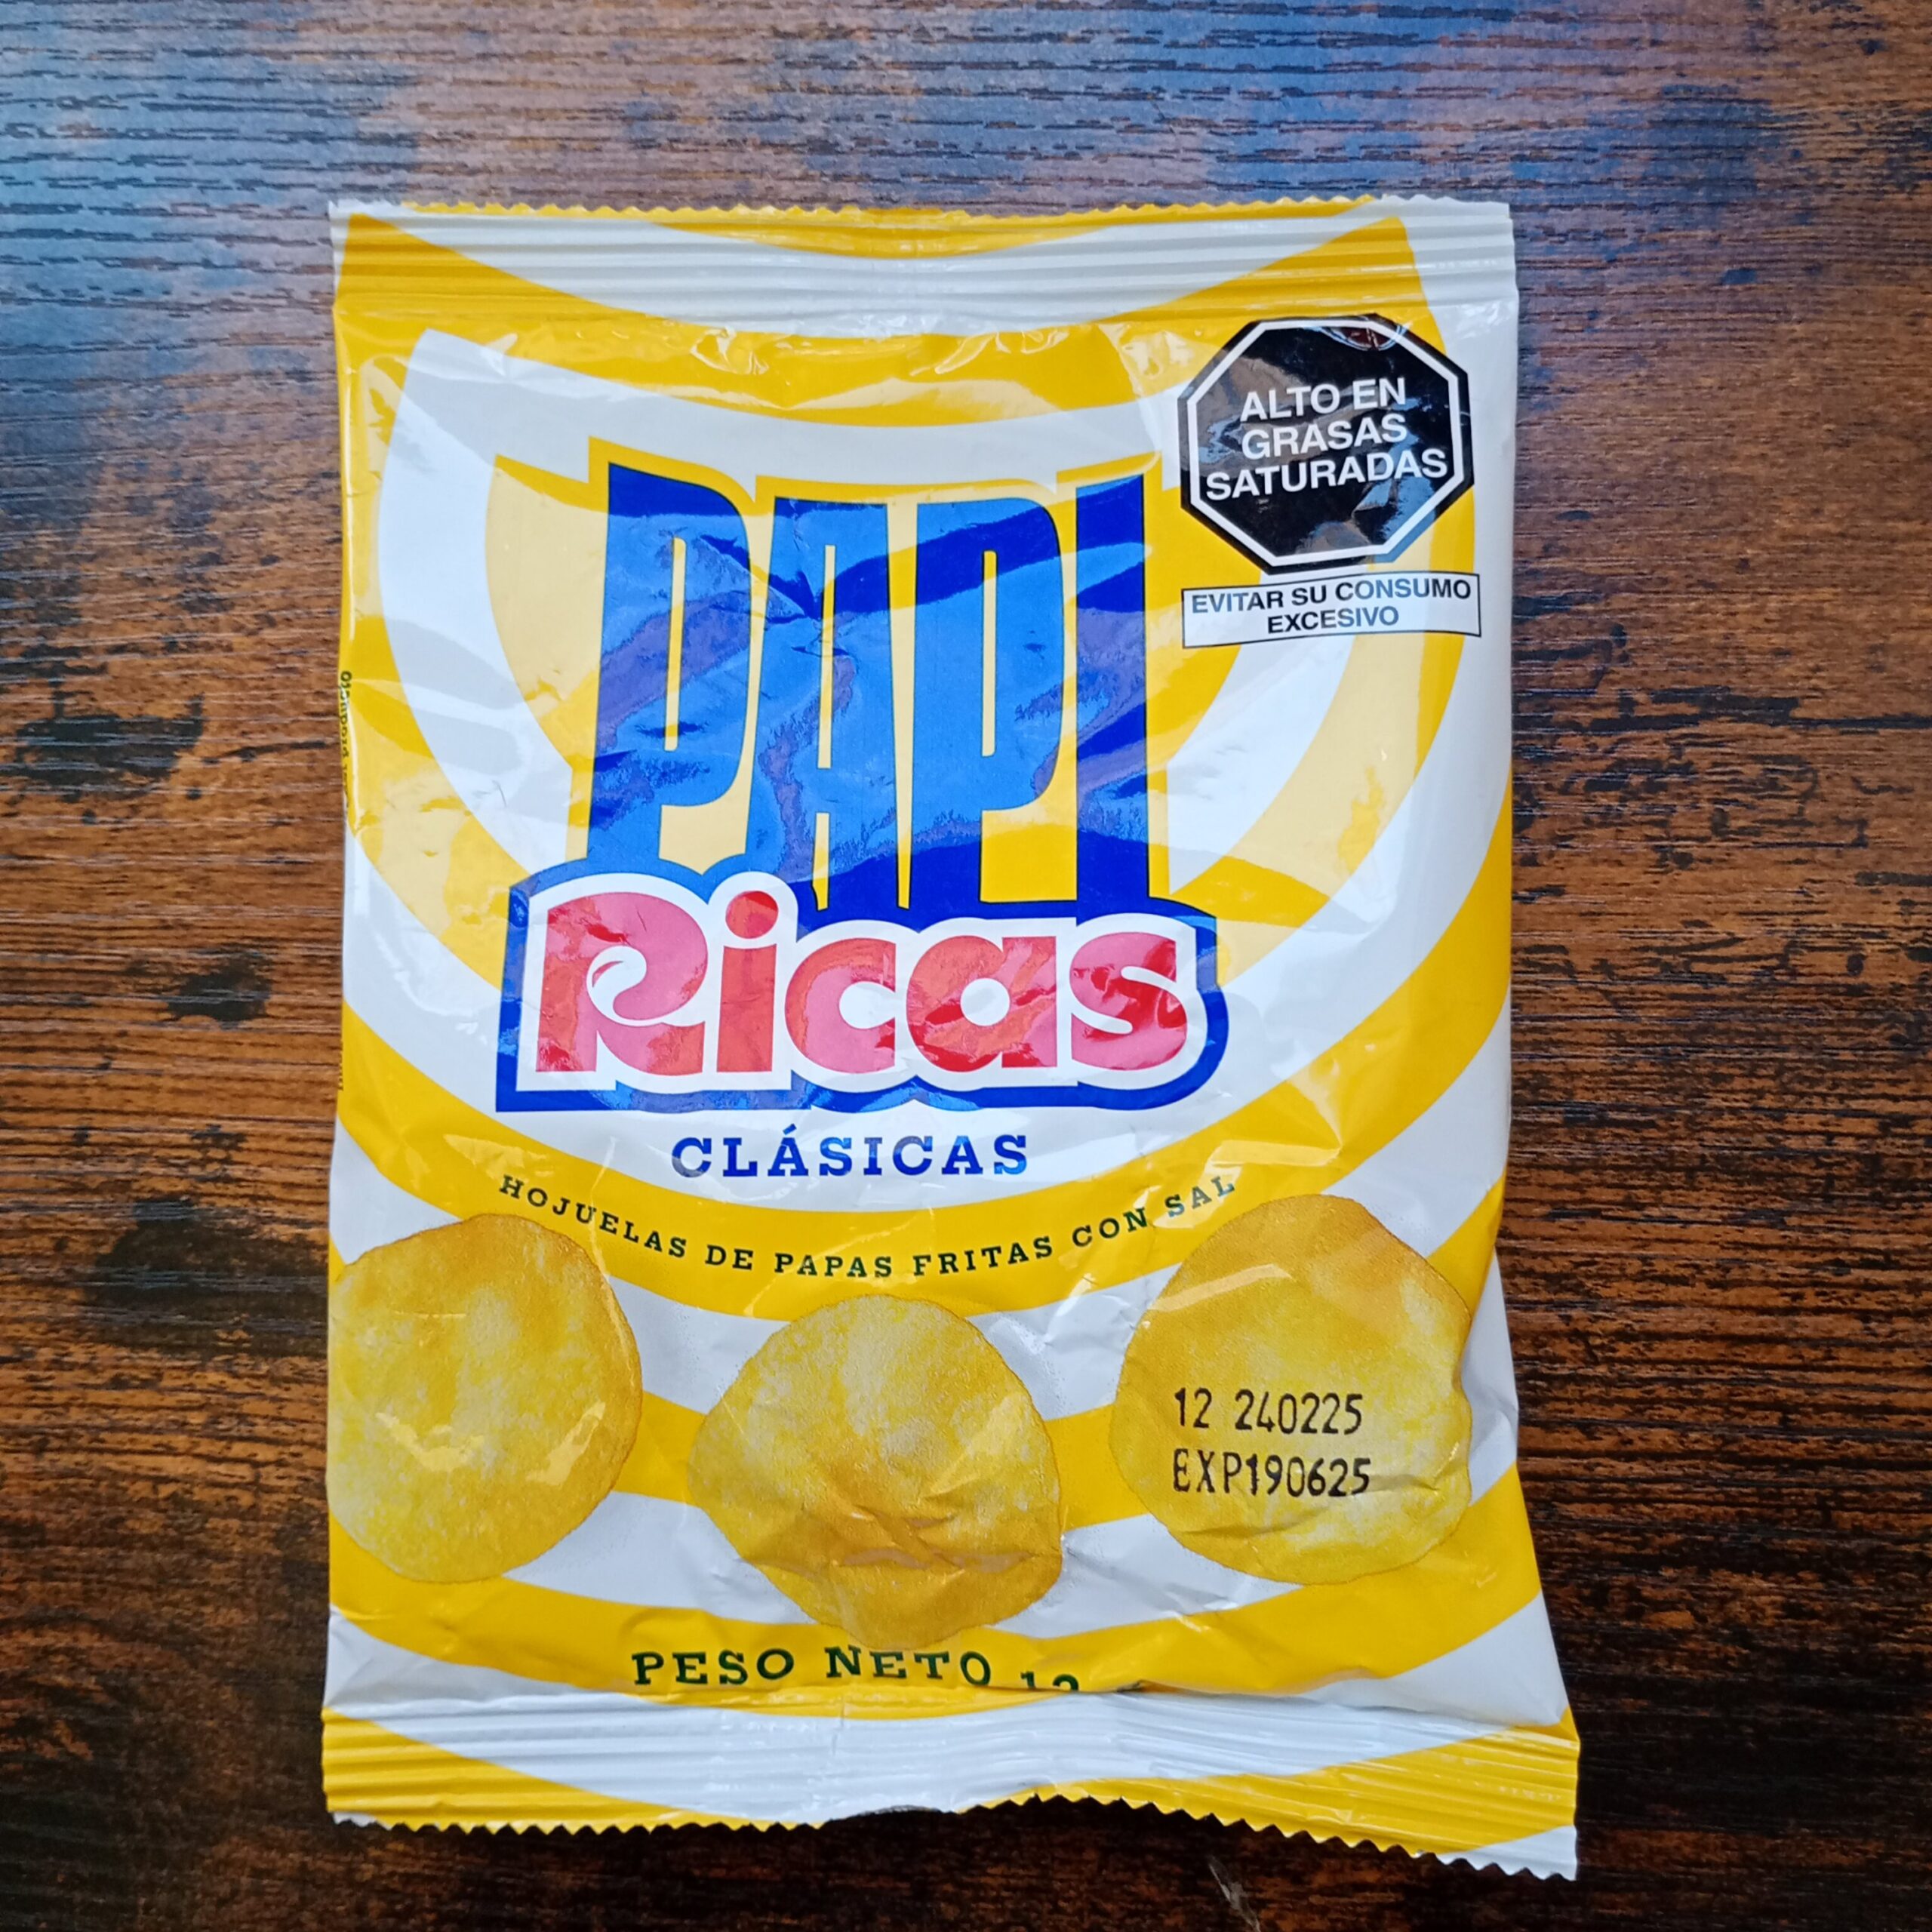 ALTO EN
GRASAS
SATURADAS
EVITAR SU CONSUMO
EXCESIVO
PAPI
Ricas
CLÁSICAS
HOJUELAS DE PAPAS FRITAS CON SAL
12 240225
EXP190625
PESO NETO